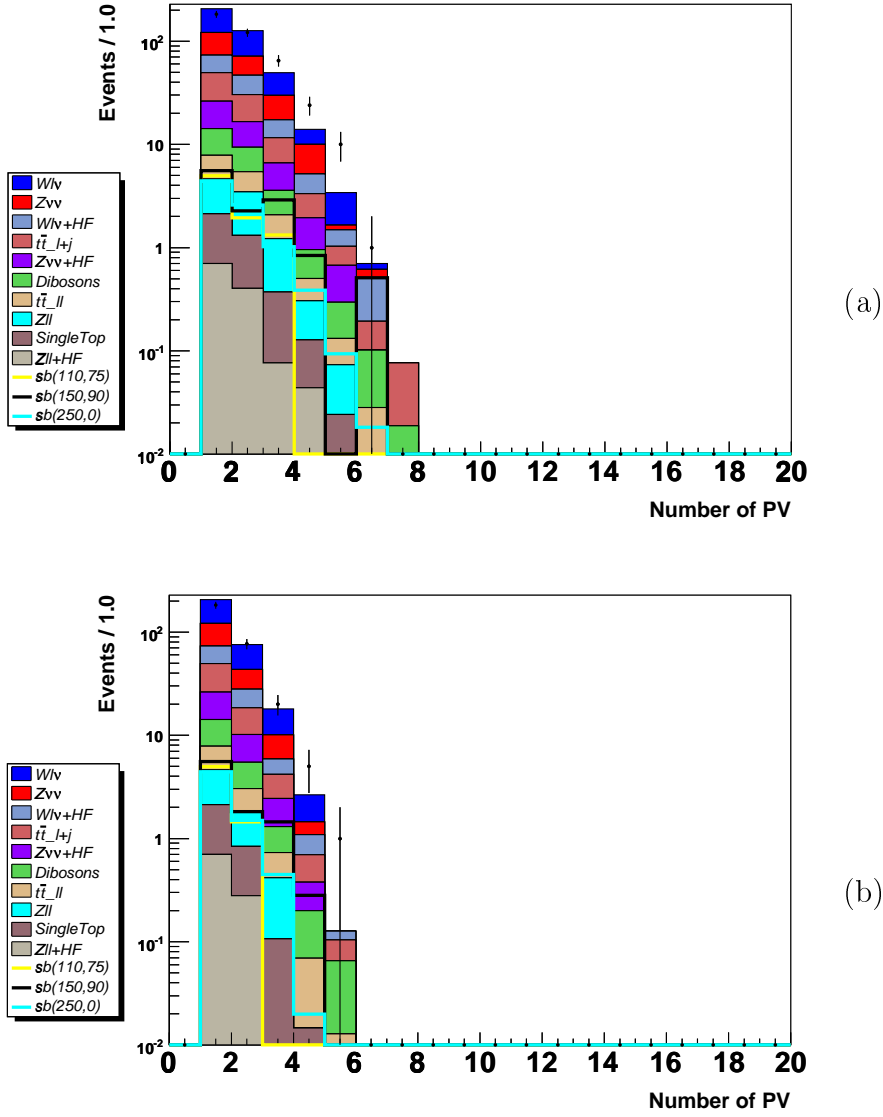 Events / 1.0
10²
10
1
10⁻¹
10⁻²
Wlν
Zνν
Wlν+HF
tt̄_l+j
Zνν+HF
Dibosons
tt̄_ll
Zll
SingleTop
Zll+HF
sb(110,75)
sb(150,90)
sb(250,0)
0 2 4 6 8 10 12 14 16 18 20
Number of PV
(a)
Events / 1.0
10²
10
1
10⁻¹
10⁻²
Wlν
Zνν
Wlν+HF
tt̄_l+j
Zνν+HF
Dibosons
tt̄_ll
Zll
SingleTop
Zll+HF
sb(110,75)
sb(150,90)
sb(250,0)
0 2 4 6 8 10 12 14 16 18 20
Number of PV
(b)